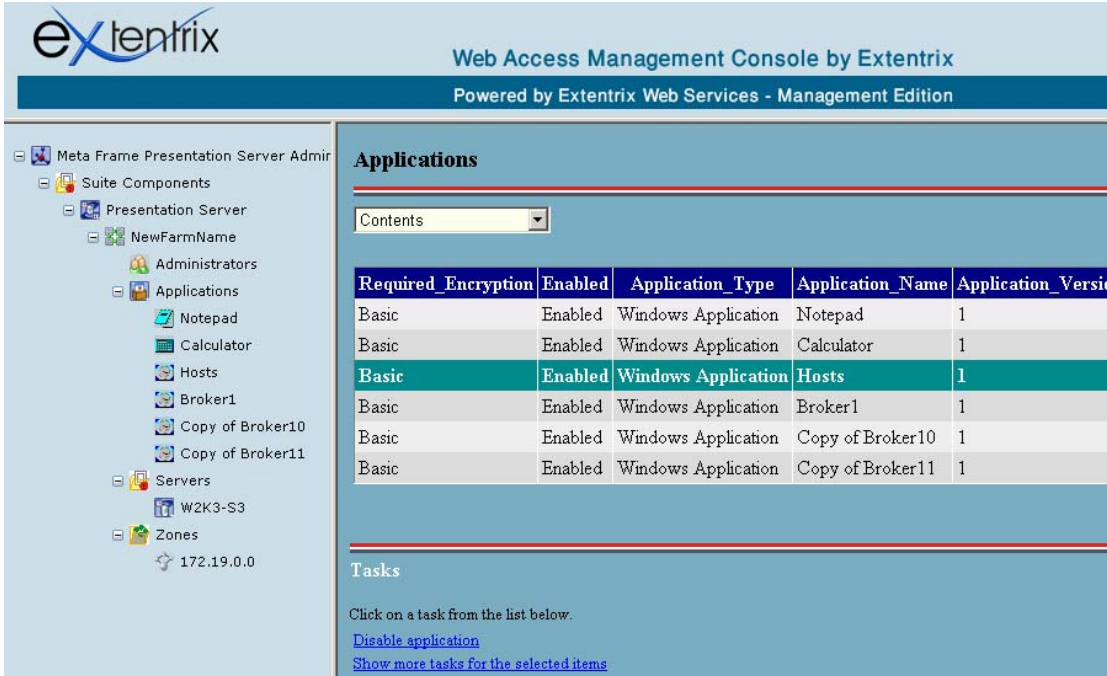 extentrix
Web Access Management Console by Extentrix
Powered by Extentrix Web Services - Management Edition
Meta Frame Presentation Server Admir
Suite Components
Presentation Server
NewFarmName
Administrators
Applications
Notepad
Calculator
Hosts
Broker1
Copy of Broker10
Copy of Broker11
Servers
W2K3-S3
Zones
172.19.0.0
Applications
Contents
Required_Encryption Enabled Application_Type Application_Name Application_Versio
Basic Enabled Windows Application Notepad 1
Basic Enabled Windows Application Calculator 1
Basic Enabled Windows Application Hosts 1
Basic Enabled Windows Application Broker1 1
Basic Enabled Windows Application Copy of Broker10 1
Basic Enabled Windows Application Copy of Broker11 1
Tasks
Click on a task from the list below.
Disable application
Show more tasks for the selected items